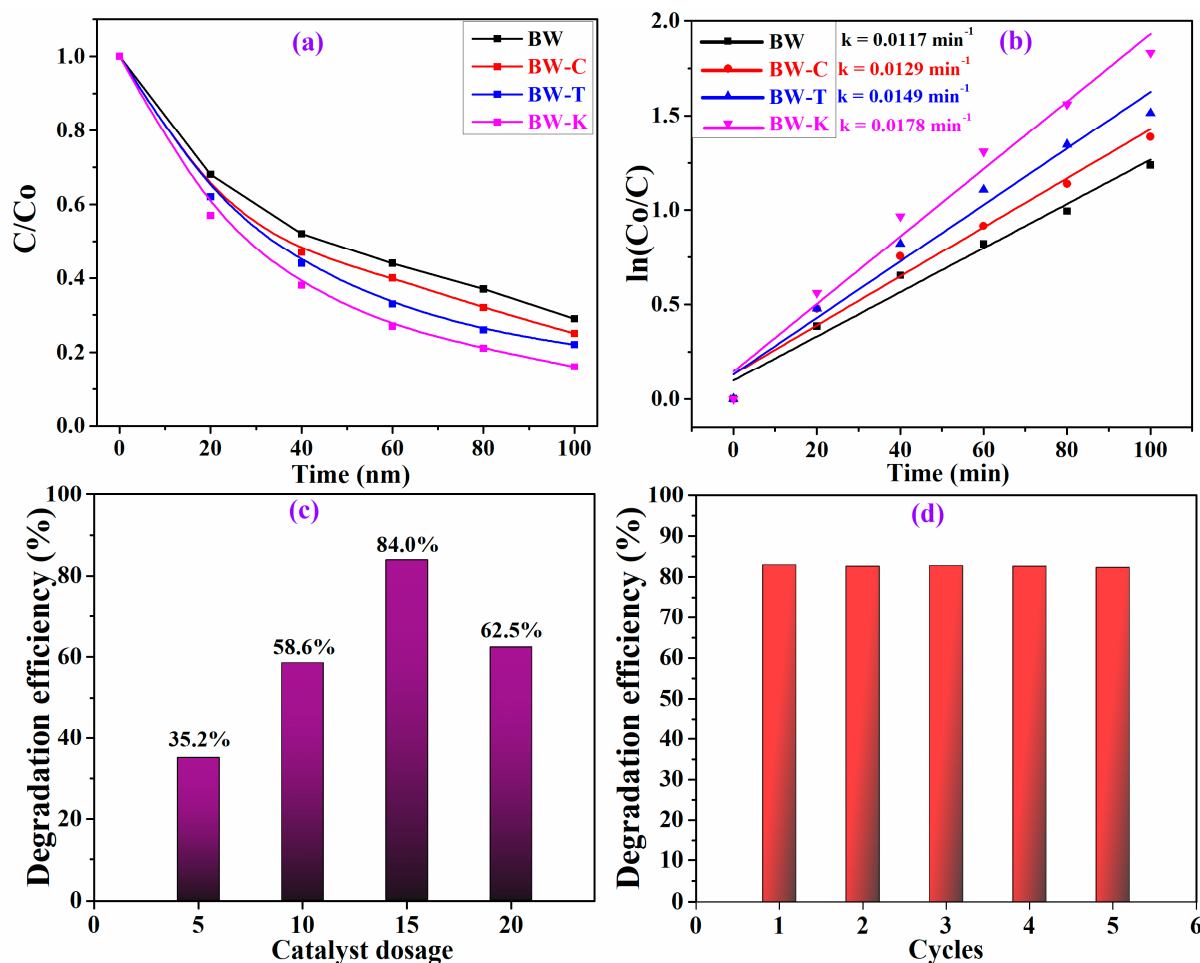 (a)
BW
BW-C
BW-T
BW-K
1.0
0.8
0.6
0.4
0.2
0.0
C/Co
0 20 40 60 80 100
Time (nm)
(b)
BW k = 0.0117 min⁻¹
BW-C k = 0.0129 min⁻¹
BW-T k = 0.0149 min⁻¹
BW-K k = 0.0178 min⁻¹
2.0
1.5
1.0
0.5
0.0
ln(Co/C)
0 20 40 60 80 100
Time (min)
(c)
100
80
60
40
20
0
Degradation efficiency (%)
35.2%
58.6%
84.0%
62.5%
0 5 10 15 20
Catalyst dosage
(d)
100
90
80
70
60
50
40
30
20
10
0
Degradation efficiency (%)
0 1 2 3 4 5 6
Cycles